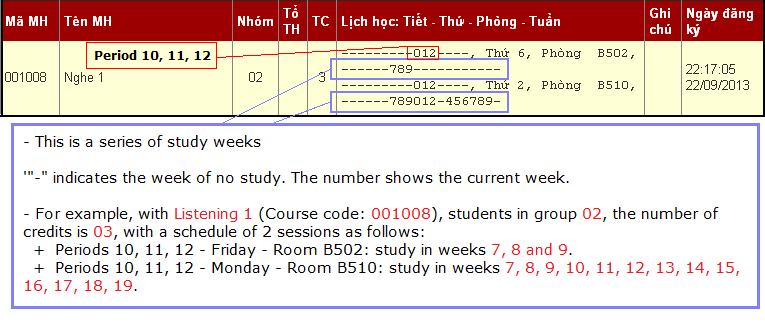 Mã MH Tên MH Nhóm Tổ TH TC Lịch học: Tiết - Thứ - Phòng - Tuần Ghi chú Ngày đăng ký
Period 10, 11, 12
---------012----, Thứ 6, Phòng B502,
------789-----------
001008 Nghe 1 02 3
---------012----, Thứ 2, Phòng B510,
------789012-456789-
22:17:05
22/09/2013
- This is a series of study weeks
'"-" indicates the week of no study. The number shows the current week.
- For example, with Listening 1 (Course code: 001008), students in group 02, the number of
credits is 03, with a schedule of 2 sessions as follows:
+ Periods 10, 11, 12 - Friday - Room B502: study in weeks 7, 8 and 9.
+ Periods 10, 11, 12 - Monday - Room B510: study in weeks 7, 8, 9, 10, 11, 12, 13, 14, 15,
16, 17, 18, 19.